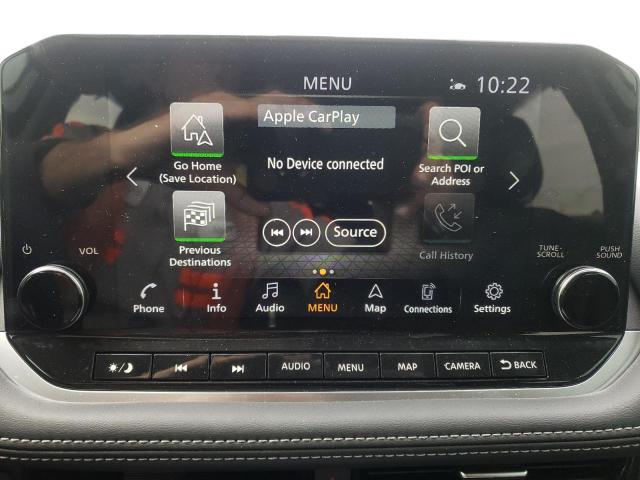 MENU
10:22
Apple CarPlay
Go Home
(Save Location)
No Device connected
Search POI or
Address
Previous
Destinations
Source
Call History
VOL
TUNE-
SCROLL
PUSH
SOUND
Phone
Info
Audio
MENU
Map
Connections
Settings
AUDIO
MENU
MAP
CAMERA
BACK